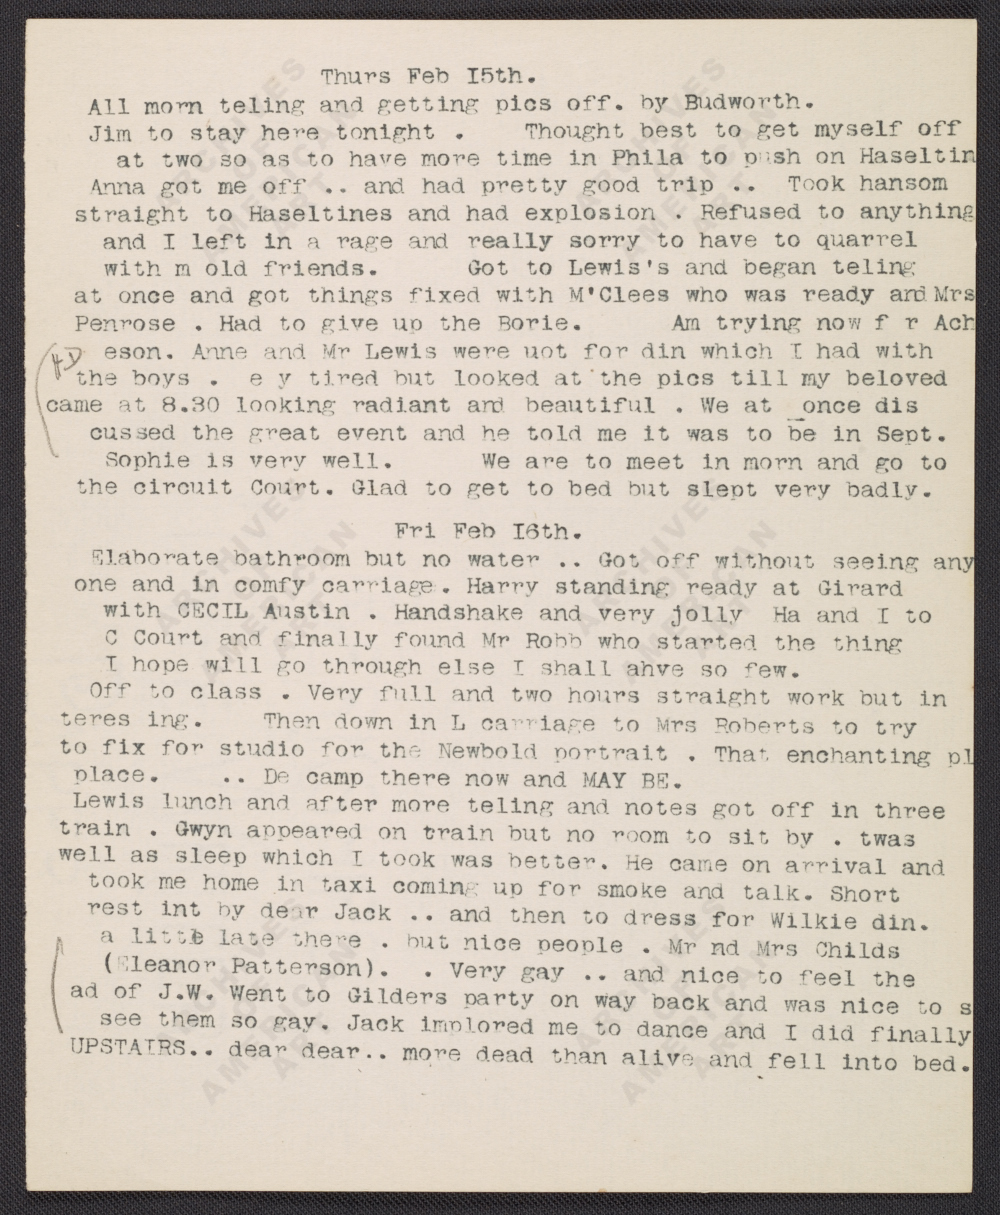 Thurs Feb I5th.
All morn teling and getting pics off. by Budworth.
Jim to stay here tonight . Thought best to get myself off
at two so as to have more time in Phila to push on Haseltin
Anna got me off .. and had pretty good trip .. Took hansom
straight to Haseltines and had explosion . Refused to anything
and I left in a rage and really sorry to have to quarrel
with m old friends. Got to Lewis's and began teling
at once and got things fixed with M'Clees who was ready and Mrs
Penrose . Had to give up the Borie. Am trying now f r Ach
eson. Anne and Mr Lewis were uot for din which I had with
the boys . e y tired but looked at the pics till my beloved
came at 8.30 looking radiant and beautiful . We at once dis
cussed the great event and he told me it was to be in Sept.
Sophie is very well. We are to meet in morn and go to
the circuit Court. Glad to get to bed but slept very badly.
Fri Feb I6th.
Elaborate bathroom but no water .. Got off without seeing any
one and in comfy carriage. Harry standing ready at Girard
with CECIL Austin . Handshake and very jolly Ha and I to
C Court and finally found Mr Robb who started the thing
I hope will go through else I shall ahve so few.
Off to class . Very full and two hours straight work but in
teres ing. Then down in L carriage to Mrs Roberts to try
to fix for studio for the Newbold portrait . That enchanting pl
place. .. De camp there now and MAY BE.
Lewis lunch and after more teling and notes got off in three
train . Gwyn appeared on train but no room to sit by . twas
well as sleep which I took was better. He came on arrival and
took me home in taxi coming up for smoke and talk. Short
rest int by dear Jack .. and then to dress for Wilkie din.
a little late there . but nice people . Mr nd Mrs Childs
(Eleanor Patterson). . Very gay .. and nice to feel the
ad of J.W. Went to Gilders party on way back and was nice to s
see them so gay. Jack implored me to dance and I did finally
UPSTAIRS.. dear dear.. more dead than alive and fell into bed.
ARCHIVES OF AMERICAN ART